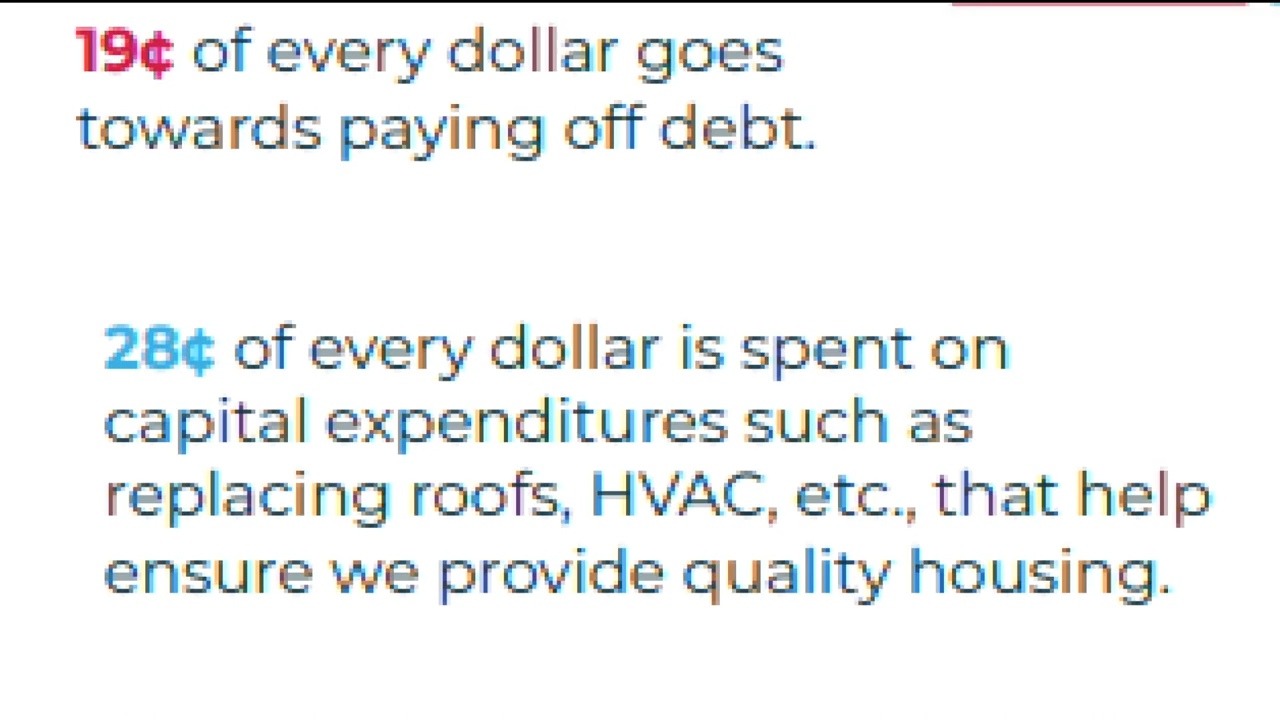 19¢ of every dollar goes
towards paying off debt.
28¢ of every dollar is spent on
capital expenditures such as
replacing roofs, HVAC, etc., that help
ensure we provide quality housing.